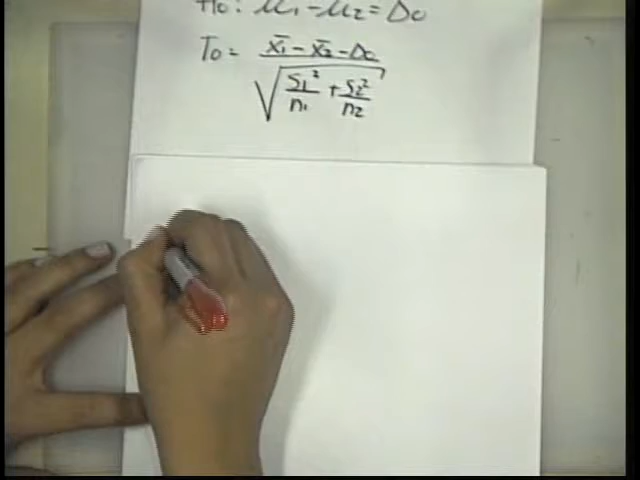 H₀: μ₁ - μ₂ = Δ₀
T₀ = (x̄₁ - x̄₂ - Δ₀) / √(S₁²/n₁ + S₂²/n₂)